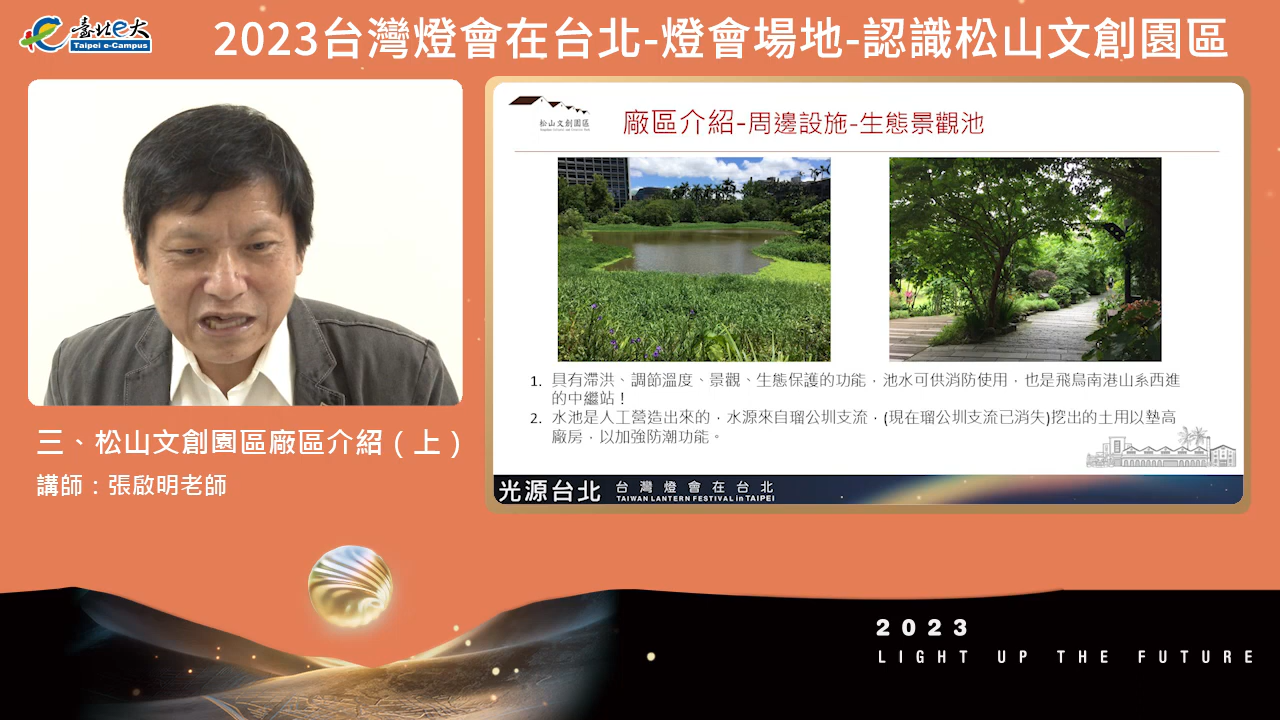 臺北e大
Taipei e-Campus
2023台灣燈會在台北-燈會場地-認識松山文創園區
松山文創園區
廠區介紹-周邊設施-生態景觀池
1. 具有滯洪、調節溫度、景觀、生態保護的功能，池水可供消防使用，也是飛鳥南港山系西進
的中繼站！
2. 水池是人工營造出來的，水源來自瑠公圳支流，(現在瑠公圳支流已消失)挖出的土用以墊高
廠房，以加強防潮功能。
三、松山文創園區廠區介紹（上）
講師：張啟明老師
光源台北
台灣燈會在台北
TAIWAN LANTERN FESTIVAL in TAIPEI
2023
LIGHT UP THE FUTURE